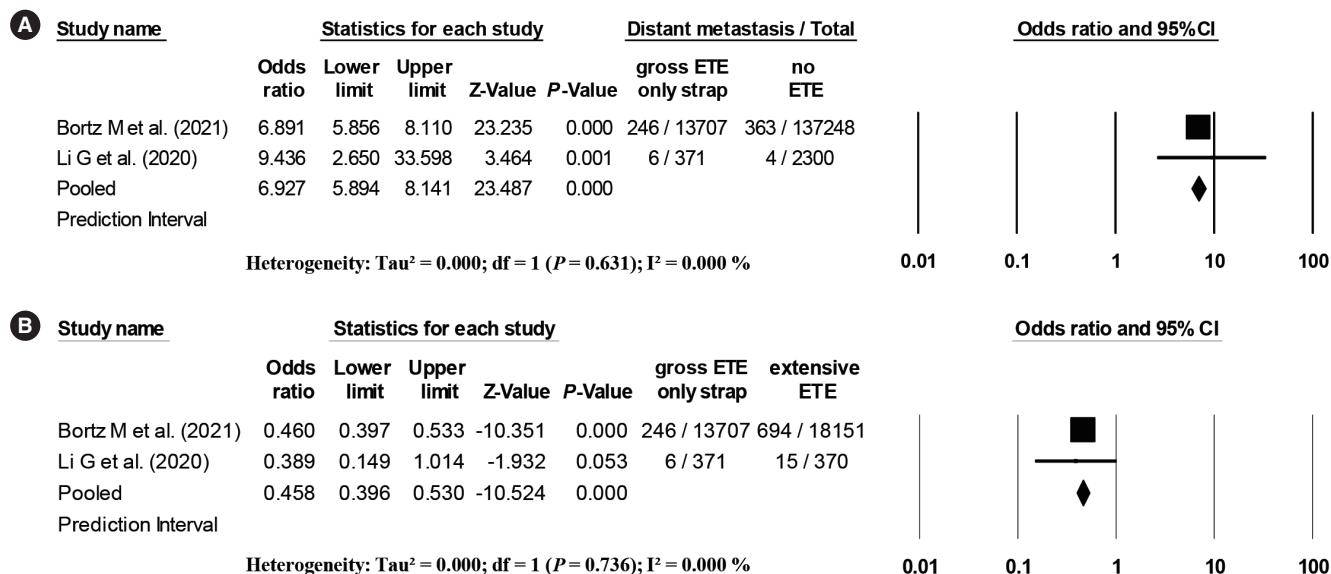 A Study name Statistics for each study Distant metastasis / Total Odds ratio and 95%CI
Odds Lower Upper gross ETE no
ratio limit limit Z-Value P-Value only strap ETE
Bortz M et al. (2021) 6.891 5.856 8.110 23.235 0.000 246 / 13707 363 / 137248
Li G et al. (2020) 9.436 2.650 33.598 3.464 0.001 6 / 371 4 / 2300
Pooled 6.927 5.894 8.141 23.487 0.000
Prediction Interval
Heterogeneity: Tau² = 0.000; df = 1 (P = 0.631); I² = 0.000 % 0.01 0.1 1 10 100
B Study name Statistics for each study Odds ratio and 95% CI
Odds Lower Upper gross ETE extensive
ratio limit limit Z-Value P-Value only strap ETE
Bortz M et al. (2021) 0.460 0.397 0.533 -10.351 0.000 246 / 13707 694 / 18151
Li G et al. (2020) 0.389 0.149 1.014 -1.932 0.053 6 / 371 15 / 370
Pooled 0.458 0.396 0.530 -10.524 0.000
Prediction Interval
Heterogeneity: Tau² = 0.000; df = 1 (P = 0.736); I² = 0.000 % 0.01 0.1 1 10 100